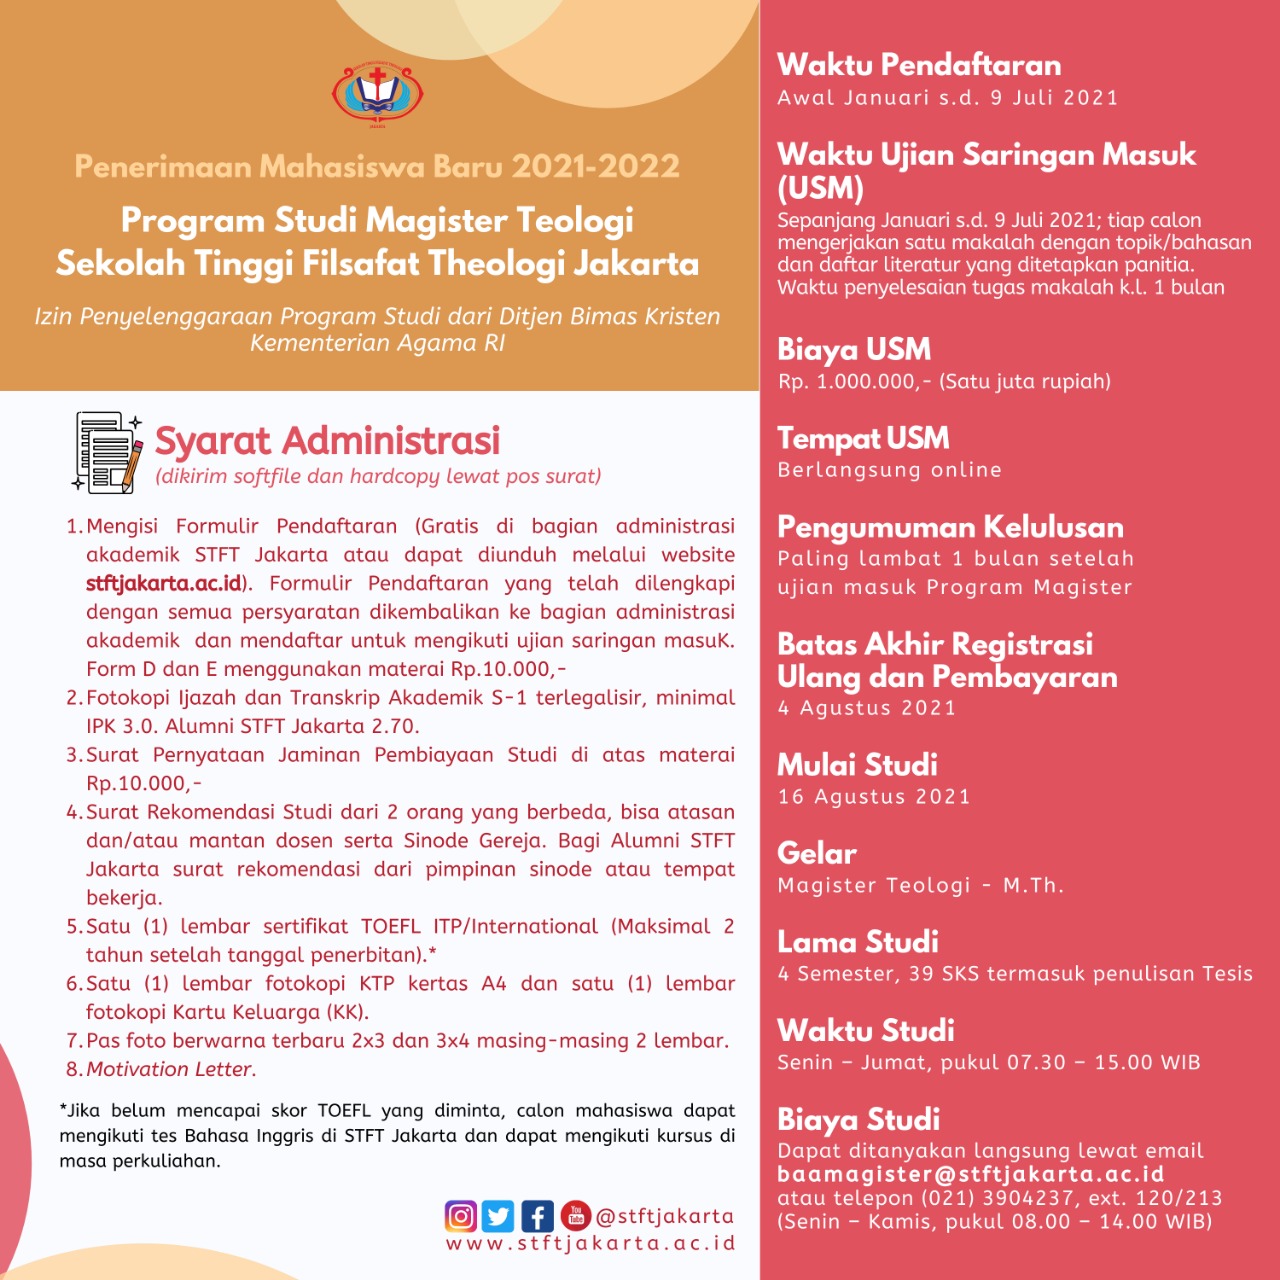 Penerimaan Mahasiswa Baru 2021-2022
Program Studi Magister Teologi
Sekolah Tinggi Filsafat Theologi Jakarta
Izin Penyelenggaraan Program Studi dari Ditjen Bimas Kristen
Kementerian Agama RI
Syarat Administrasi
(dikirim softfile dan hardcopy lewat pos surat)
1. Mengisi Formulir Pendaftaran (Gratis di bagian administrasi
akademik STFT Jakarta atau dapat diunduh melalui website
stftjakarta.ac.id). Formulir Pendaftaran yang telah dilengkapi
dengan semua persyaratan dikembalikan ke bagian administrasi
akademik dan mendaftar untuk mengikuti ujian saringan masuK.
Form D dan E menggunakan materai Rp.10.000,-
2. Fotokopi Ijazah dan Transkrip Akademik S-1 terlegalisir, minimal
IPK 3.0. Alumni STFT Jakarta 2.70.
3. Surat Pernyataan Jaminan Pembiayaan Studi di atas materai
Rp.10.000,-
4. Surat Rekomendasi Studi dari 2 orang yang berbeda, bisa atasan
dan/atau mantan dosen serta Sinode Gereja. Bagi Alumni STFT
Jakarta surat rekomendasi dari pimpinan sinode atau tempat
bekerja.
5. Satu (1) lembar sertifikat TOEFL ITP/International (Maksimal 2
tahun setelah tanggal penerbitan).*
6. Satu (1) lembar fotokopi KTP kertas A4 dan satu (1) lembar
fotokopi Kartu Keluarga (KK).
7. Pas foto berwarna terbaru 2x3 dan 3x4 masing-masing 2 lembar.
8. Motivation Letter.
*Jika belum mencapai skor TOEFL yang diminta, calon mahasiswa dapat
mengikuti tes Bahasa Inggris di STFT Jakarta dan dapat mengikuti kursus di
masa perkuliahan.
You
Tube
@stftjakarta
www.stftjakarta.ac.id
Waktu Pendaftaran
Awal Januari s.d. 9 Juli 2021
Waktu Ujian Saringan Masuk
(USM)
Sepanjang Januari s.d. 9 Juli 2021; tiap calon
mengerjakan satu makalah dengan topik/bahasan
dan daftar literatur yang ditetapkan panitia.
Waktu penyelesaian tugas makalah k.l. 1 bulan
Biaya USM
Rp. 1.000.000,- (Satu juta rupiah)
Tempat USM
Berlangsung online
Pengumuman Kelulusan
Paling lambat 1 bulan setelah
ujian masuk Program Magister
Batas Akhir Registrasi
Ulang dan Pembayaran
4 Agustus 2021
Mulai Studi
16 Agustus 2021
Gelar
Magister Teologi - M.Th.
Lama Studi
4 Semester, 39 SKS termasuk penulisan Tesis
Waktu Studi
Senin – Jumat, pukul 07.30 – 15.00 WIB
Biaya Studi
Dapat ditanyakan langsung lewat email
baamagister@stftjakarta.ac.id
atau telepon (021) 3904237, ext. 120/213
(Senin – Kamis, pukul 08.00 – 14.00 WIB)